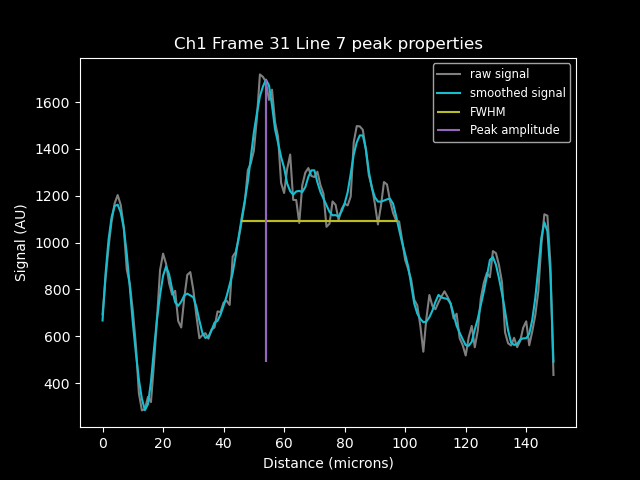 Ch1 Frame 31 Line 7 peak properties
raw signal
smoothed signal
FWHM
Peak amplitude
Signal (AU)
1600
1400
1200
1000
800
600
400
0 20 40 60 80 100 120 140
Distance (microns)